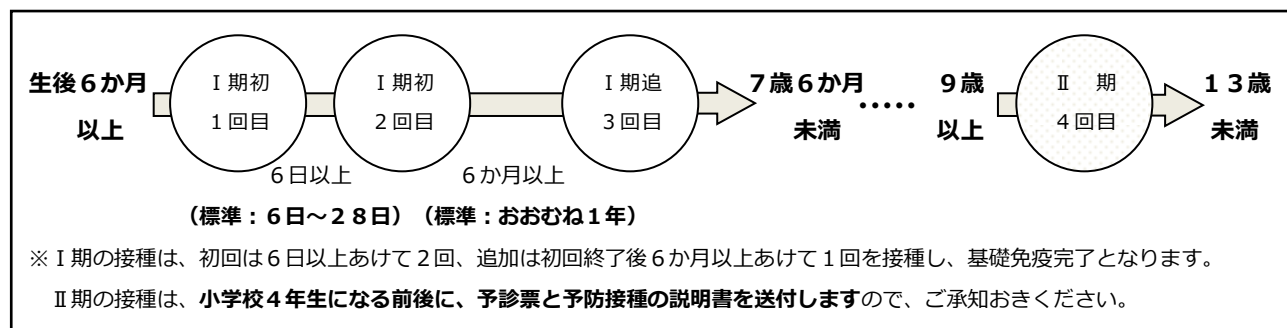 生後６か月
以上
Ⅰ期初
１回目
Ⅰ期初
２回目
Ⅰ期追
３回目
７歳６か月
未満
・・・・・
９歳
以上
Ⅱ　期
４回目
１３歳
未満
６日以上
６か月以上
（標準：６日～２８日）（標準：おおむね１年）
※Ⅰ期の接種は、初回は６日以上あけて２回、追加は初回終了後６か月以上あけて１回を接種し、基礎免疫完了となります。
Ⅱ期の接種は、小学校４年生になる前後に、予診票と予防接種の説明書を送付しますので、ご承知おきください。